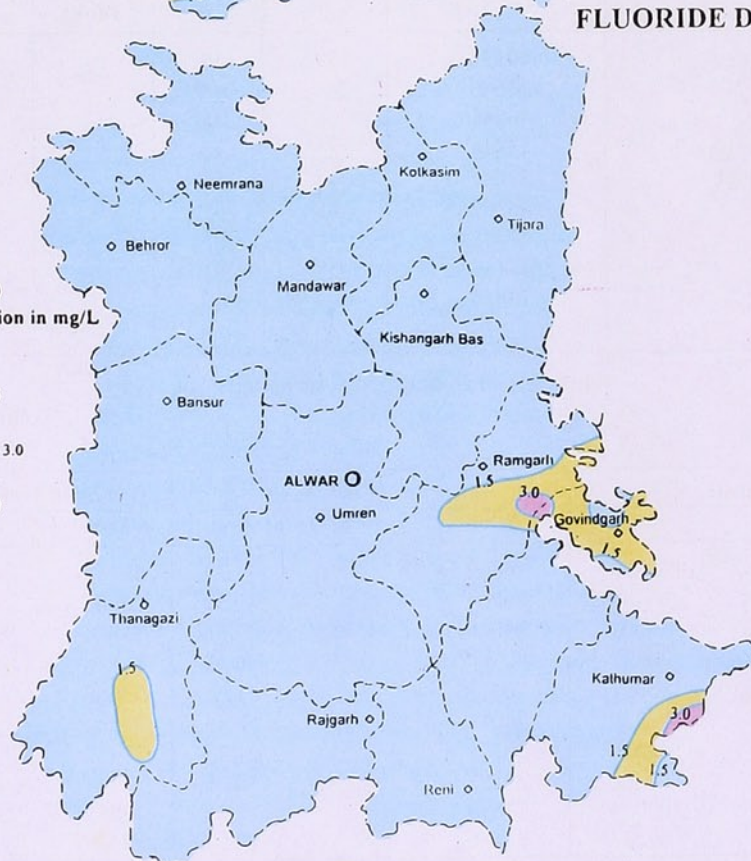 FLUORIDE D
Kotkasim
Neemrana
Tijara
Behror
Mandawar
ion in mg/L
Kishangarh Bas
Bansur
3.0
Ramgarh
ALWAR
1.5
3.0
Umren
Govindgarh
1.5
Thanagazi
1.5
Kathumar
3.0
Rajgarh
1.5
1.5
Reni